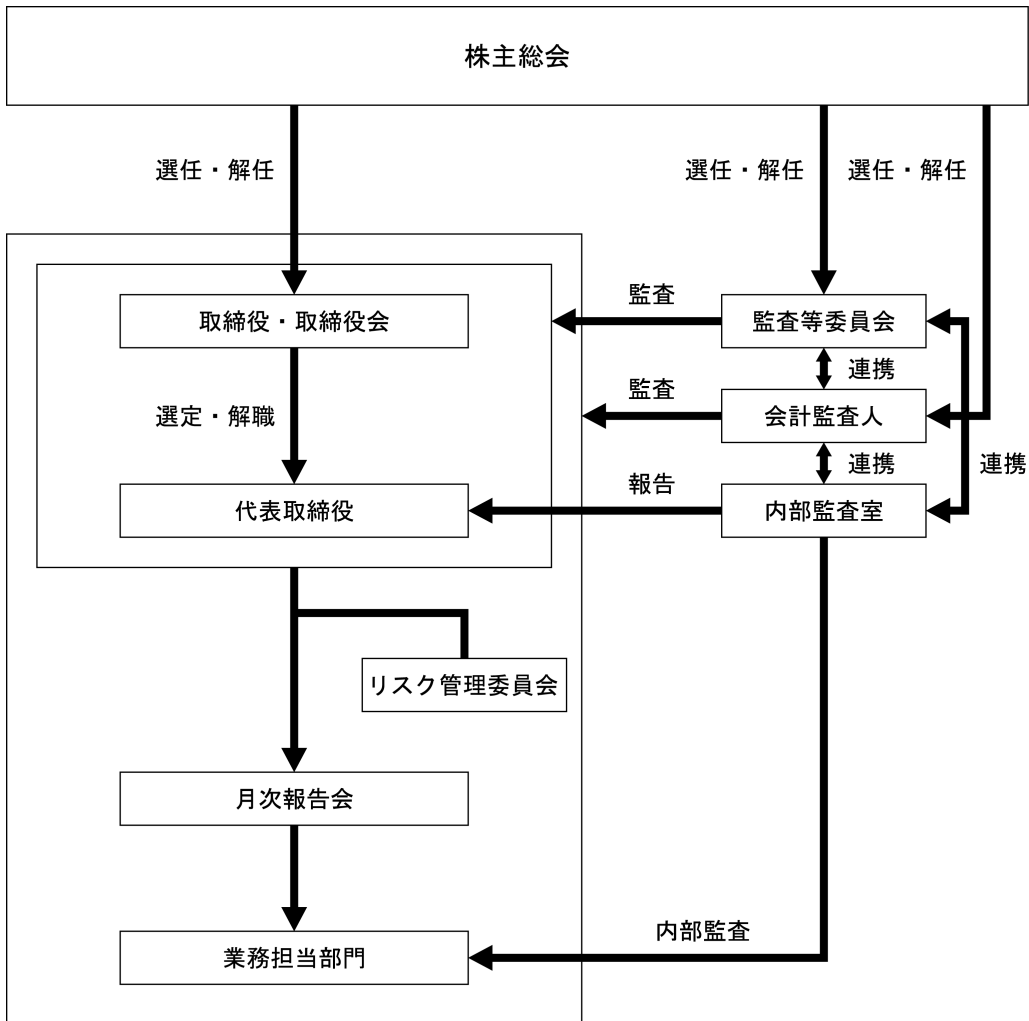 株主総会
選任・解任
選任・解任
選任・解任
取締役・取締役会
監査
監査等委員会
連携
選定・解職
監査
会計監査人
連携
連携
代表取締役
報告
内部監査室
リスク管理委員会
月次報告会
業務担当部門
内部監査